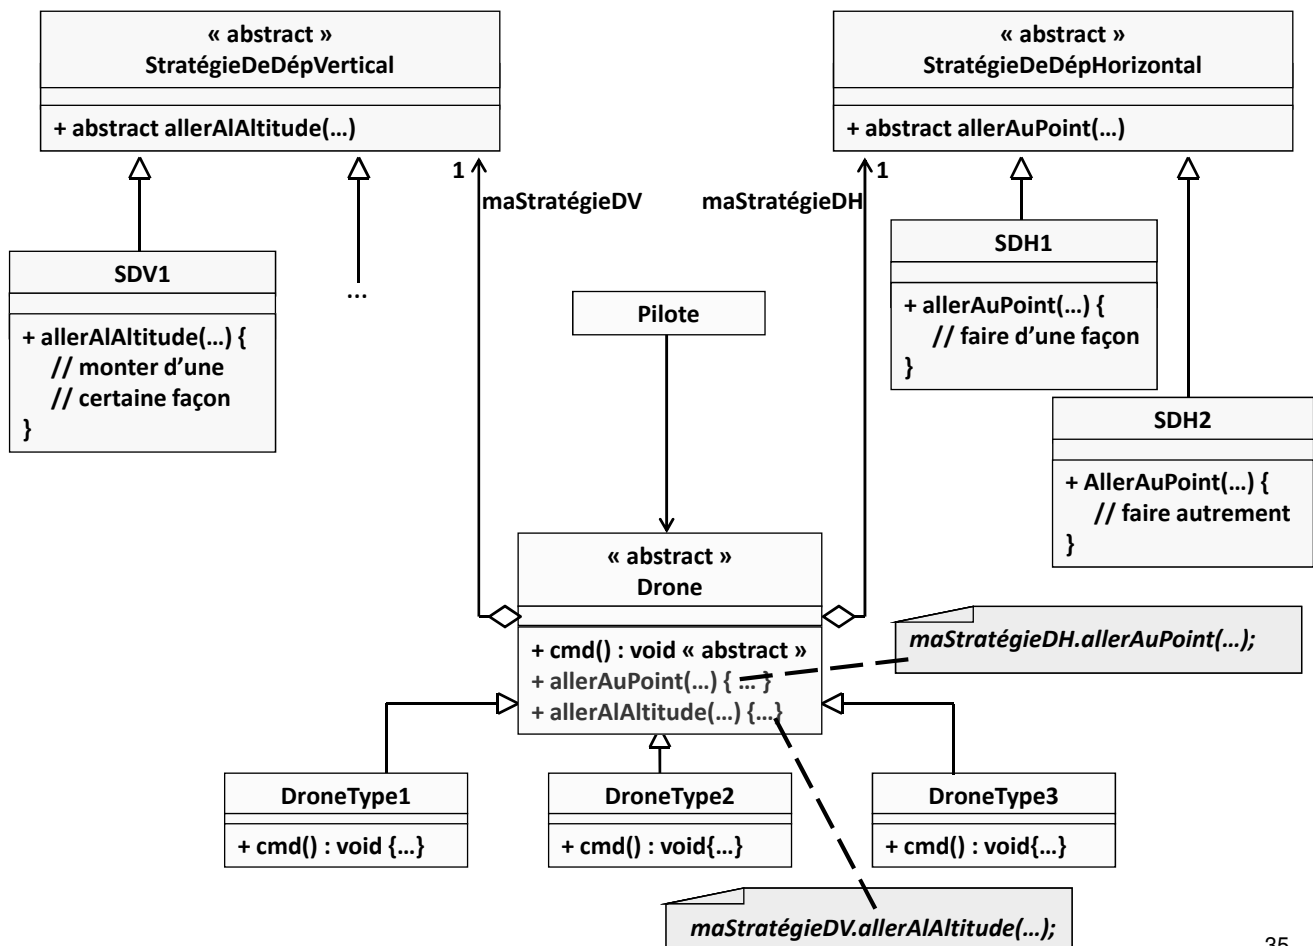 « abstract »
StratégieDeDépVertical
+ abstract allerAlAltitude(...)
« abstract »
StratégieDeDépHorizontal
+ abstract allerAuPoint(...)
1
maStratégieDV
maStratégieDH
1
SDV1
+ allerAlAltitude(...) {
// monter d'une
// certaine façon
}
...
Pilote
SDH1
+ allerAuPoint(...) {
// faire d'une façon
}
SDH2
+ AllerAuPoint(...) {
// faire autrement
}
« abstract »
Drone
+ cmd() : void « abstract »
+ allerAuPoint(...) { ... }
+ allerAlAltitude(...) {...}
maStratégieDH.allerAuPoint(...);
DroneType1
+ cmd() : void {...}
DroneType2
+ cmd() : void{...}
DroneType3
+ cmd() : void{...}
maStratégieDV.allerAlAltitude(...);
35